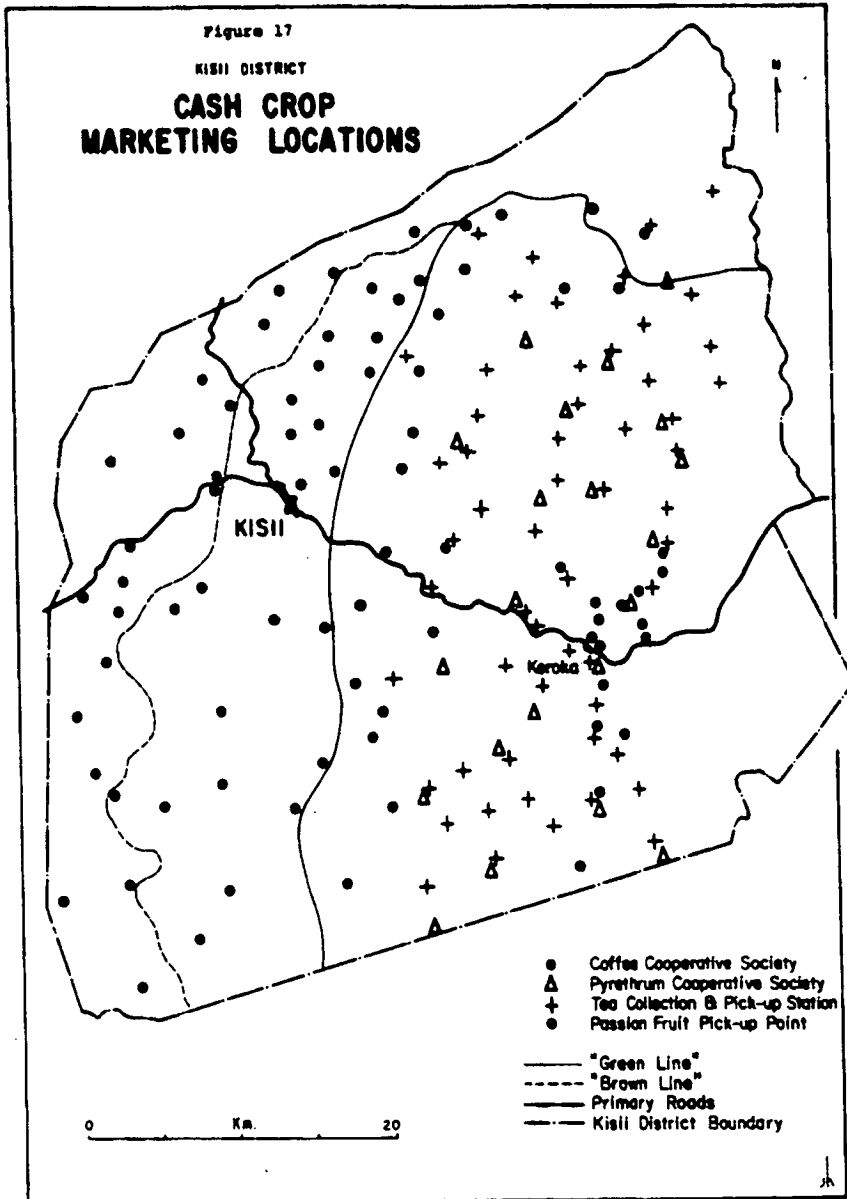 Figure 17
KISII DISTRICT
CASH CROP
MARKETING LOCATIONS
N
KISII
Keroka
Coffee Cooperative Society
Pyrethrum Cooperative Society
Tea Collection & Pick-up Station
Passion Fruit Pick-up Point
"Green Line"
"Brown Line"
Primary Roads
Kisii District Boundary
0 Km. 20